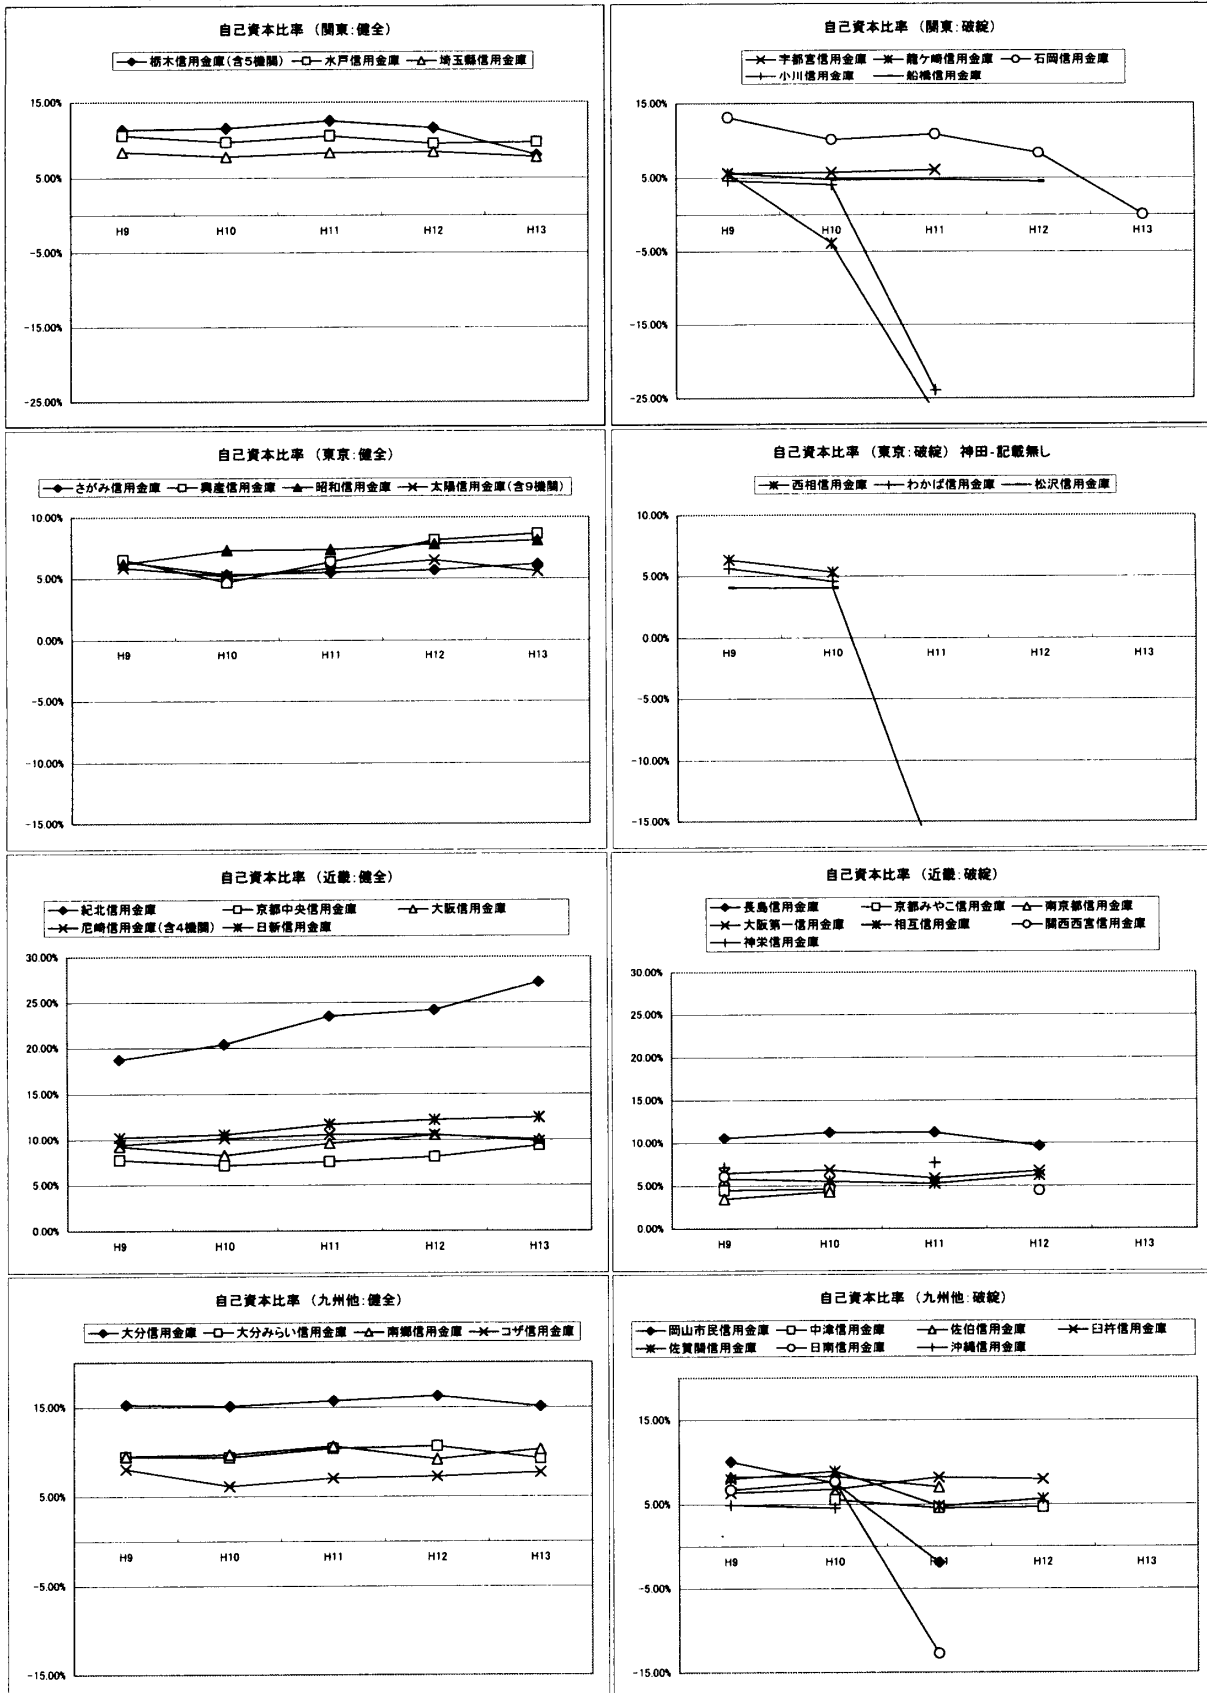 自己資本比率 （関東：健全）
栃木信用金庫(含5機関) 水戸信用金庫 埼玉縣信用金庫
15.00%
5.00%
H9 H10 H11 H12 H13
-5.00%
-15.00%
-25.00%
自己資本比率 （関東：破綻）
宇都宮信用金庫 龍ケ崎信用金庫 石岡信用金庫
小川信用金庫 船橋信用金庫
15.00%
5.00%
H9 H10 H11 H12 H13
-5.00%
-15.00%
-25.00%
自己資本比率 （東京：健全）
さがみ信用金庫 興産信用金庫 昭和信用金庫 太陽信用金庫(含9機関)
10.00%
5.00%
0.00%
H9 H10 H11 H12 H13
-5.00%
-10.00%
-15.00%
自己資本比率 （東京：破綻） 神田-記載無し
西相信用金庫 わかば信用金庫 松沢信用金庫
10.00%
5.00%
0.00%
H9 H10 H11 H12 H13
-5.00%
-10.00%
-15.00%
自己資本比率 （近畿：健全）
紀北信用金庫 京都中央信用金庫 大阪信用金庫
尼崎信用金庫(含4機関) 日新信用金庫
30.00%
25.00%
20.00%
15.00%
10.00%
5.00%
0.00%
H9 H10 H11 H12 H13
自己資本比率 （近畿：破綻）
長島信用金庫 京都みやこ信用金庫 南京都信用金庫
大阪第一信用金庫 相互信用金庫 関西西宮信用金庫
神栄信用金庫
30.00%
25.00%
20.00%
15.00%
10.00%
5.00%
0.00%
H9 H10 H11 H12 H13
自己資本比率 （九州他：健全）
大分信用金庫 大分みらい信用金庫 南郷信用金庫 コザ信用金庫
15.00%
5.00%
H9 H10 H11 H12 H13
-5.00%
-15.00%
自己資本比率 （九州他：破綻）
岡山市民信用金庫 中津信用金庫 佐伯信用金庫 臼杵信用金庫
佐賀関信用金庫 日南信用金庫 沖縄信用金庫
15.00%
5.00%
H9 H10 H11 H12 H13
-5.00%
-15.00%